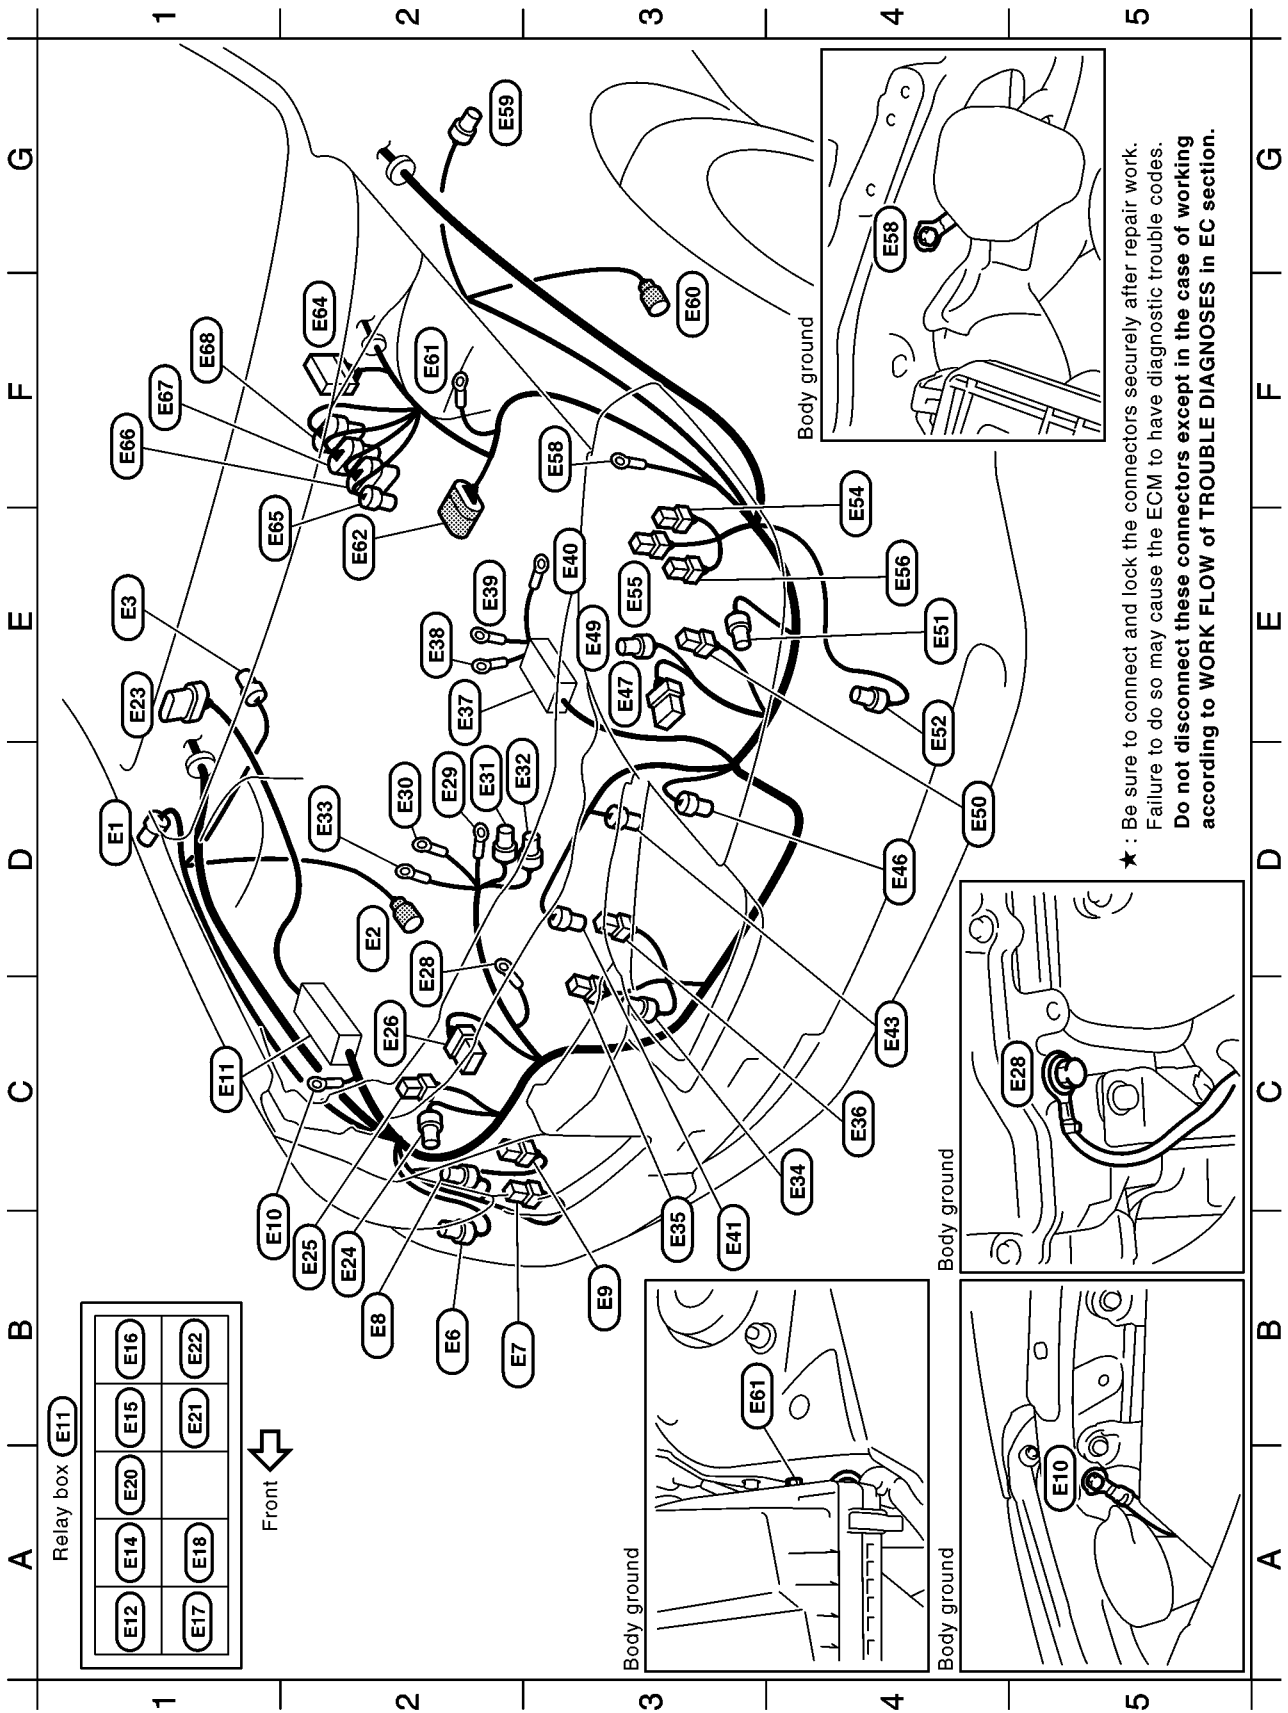 A
B
C
D
E
F
G
1
2
3
4
5
Relay box E11
E12
E14
E20
E15
E16
E17
E18
E21
E22
Front
E1
E23
E3
E66
E67
E68
E64
E65
E62
E61
E59
E60
E58
E33
E30
E29
E31
E32
E2
E28
E26
E11
E10
E25
E24
E8
E6
E7
E9
E37
E38
E39
E40
E49
E47
E55
E54
E56
E51
E52
E50
E46
E43
E36
E34
E41
E35
Body ground
E61
Body ground
E10
Body ground
E28
Body ground
E58
★: Be sure to connect and lock the connectors securely after repair work.
Failure to do so may cause the ECM to have diagnostic trouble codes.
Do not disconnect these connectors except in the case of working
according to WORK FLOW of TROUBLE DIAGNOSES in EC section.
A
B
C
D
E
F
G
1
2
3
4
5